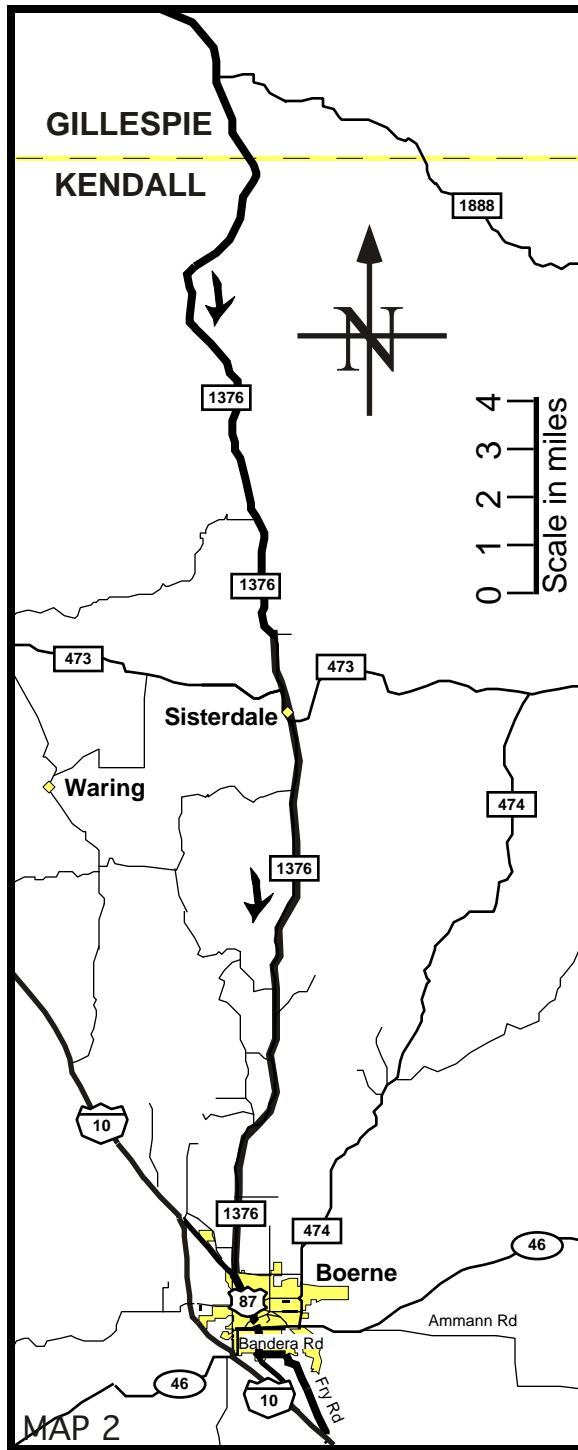 GILLESPIE
KENDALL
1888
N
1376
4
3
2
1
0
Scale in miles
1376
473
473
Sisterdale
Waring
474
1376
10
1376
474
46
Boerne
87
Ammann Rd
Bandera Rd
46
10
Fry Rd
MAP 2